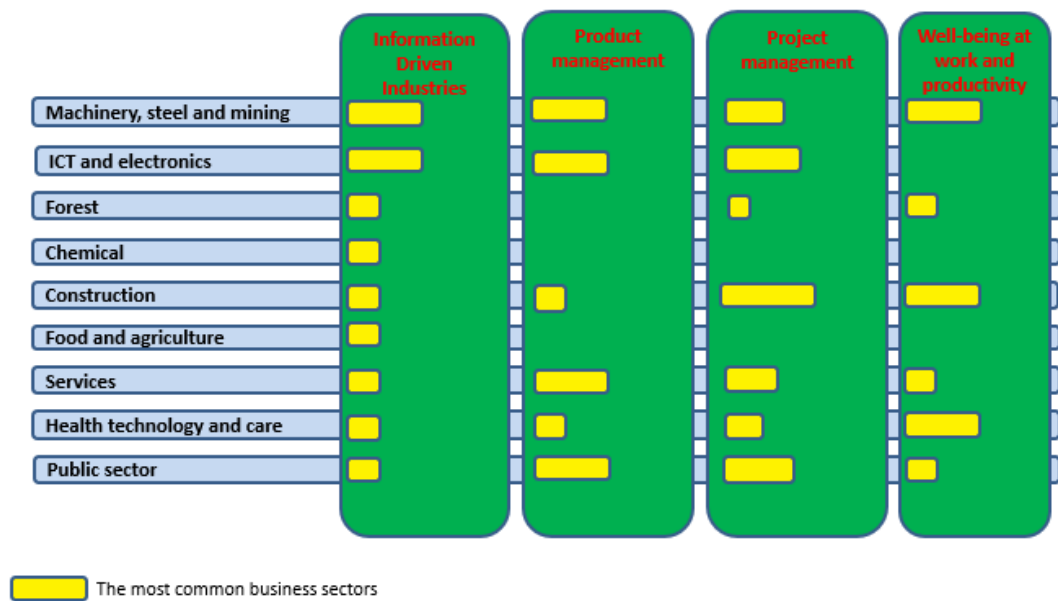 Information
Driven
Industries
Product
management
Project
management
Well-being at
work and
productivity
Machinery, steel and mining
ICT and electronics
Forest
Chemical
Construction
Food and agriculture
Services
Health technology and care
Public sector
The most common business sectors